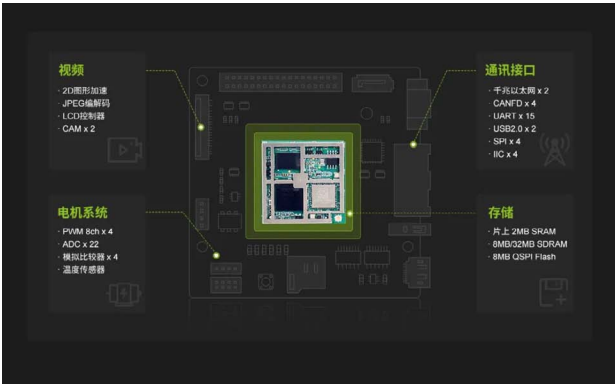 视频
· 2D图形加速
· JPEG编解码
· LCD控制器
· CAM x 2
通讯接口
· 千兆以太网 x 2
· CANFD x 4
· UART x 15
· USB2.0 x 2
· SPI x 4
· IIC x 4
电机系统
· PWM 8ch x 4
· ADC x 22
· 模拟比较器 x 4
· 温度传感器
存储
· 片上 2MB SRAM
· 8MB/32MB SDRAM
· 8MB QSPI Flash